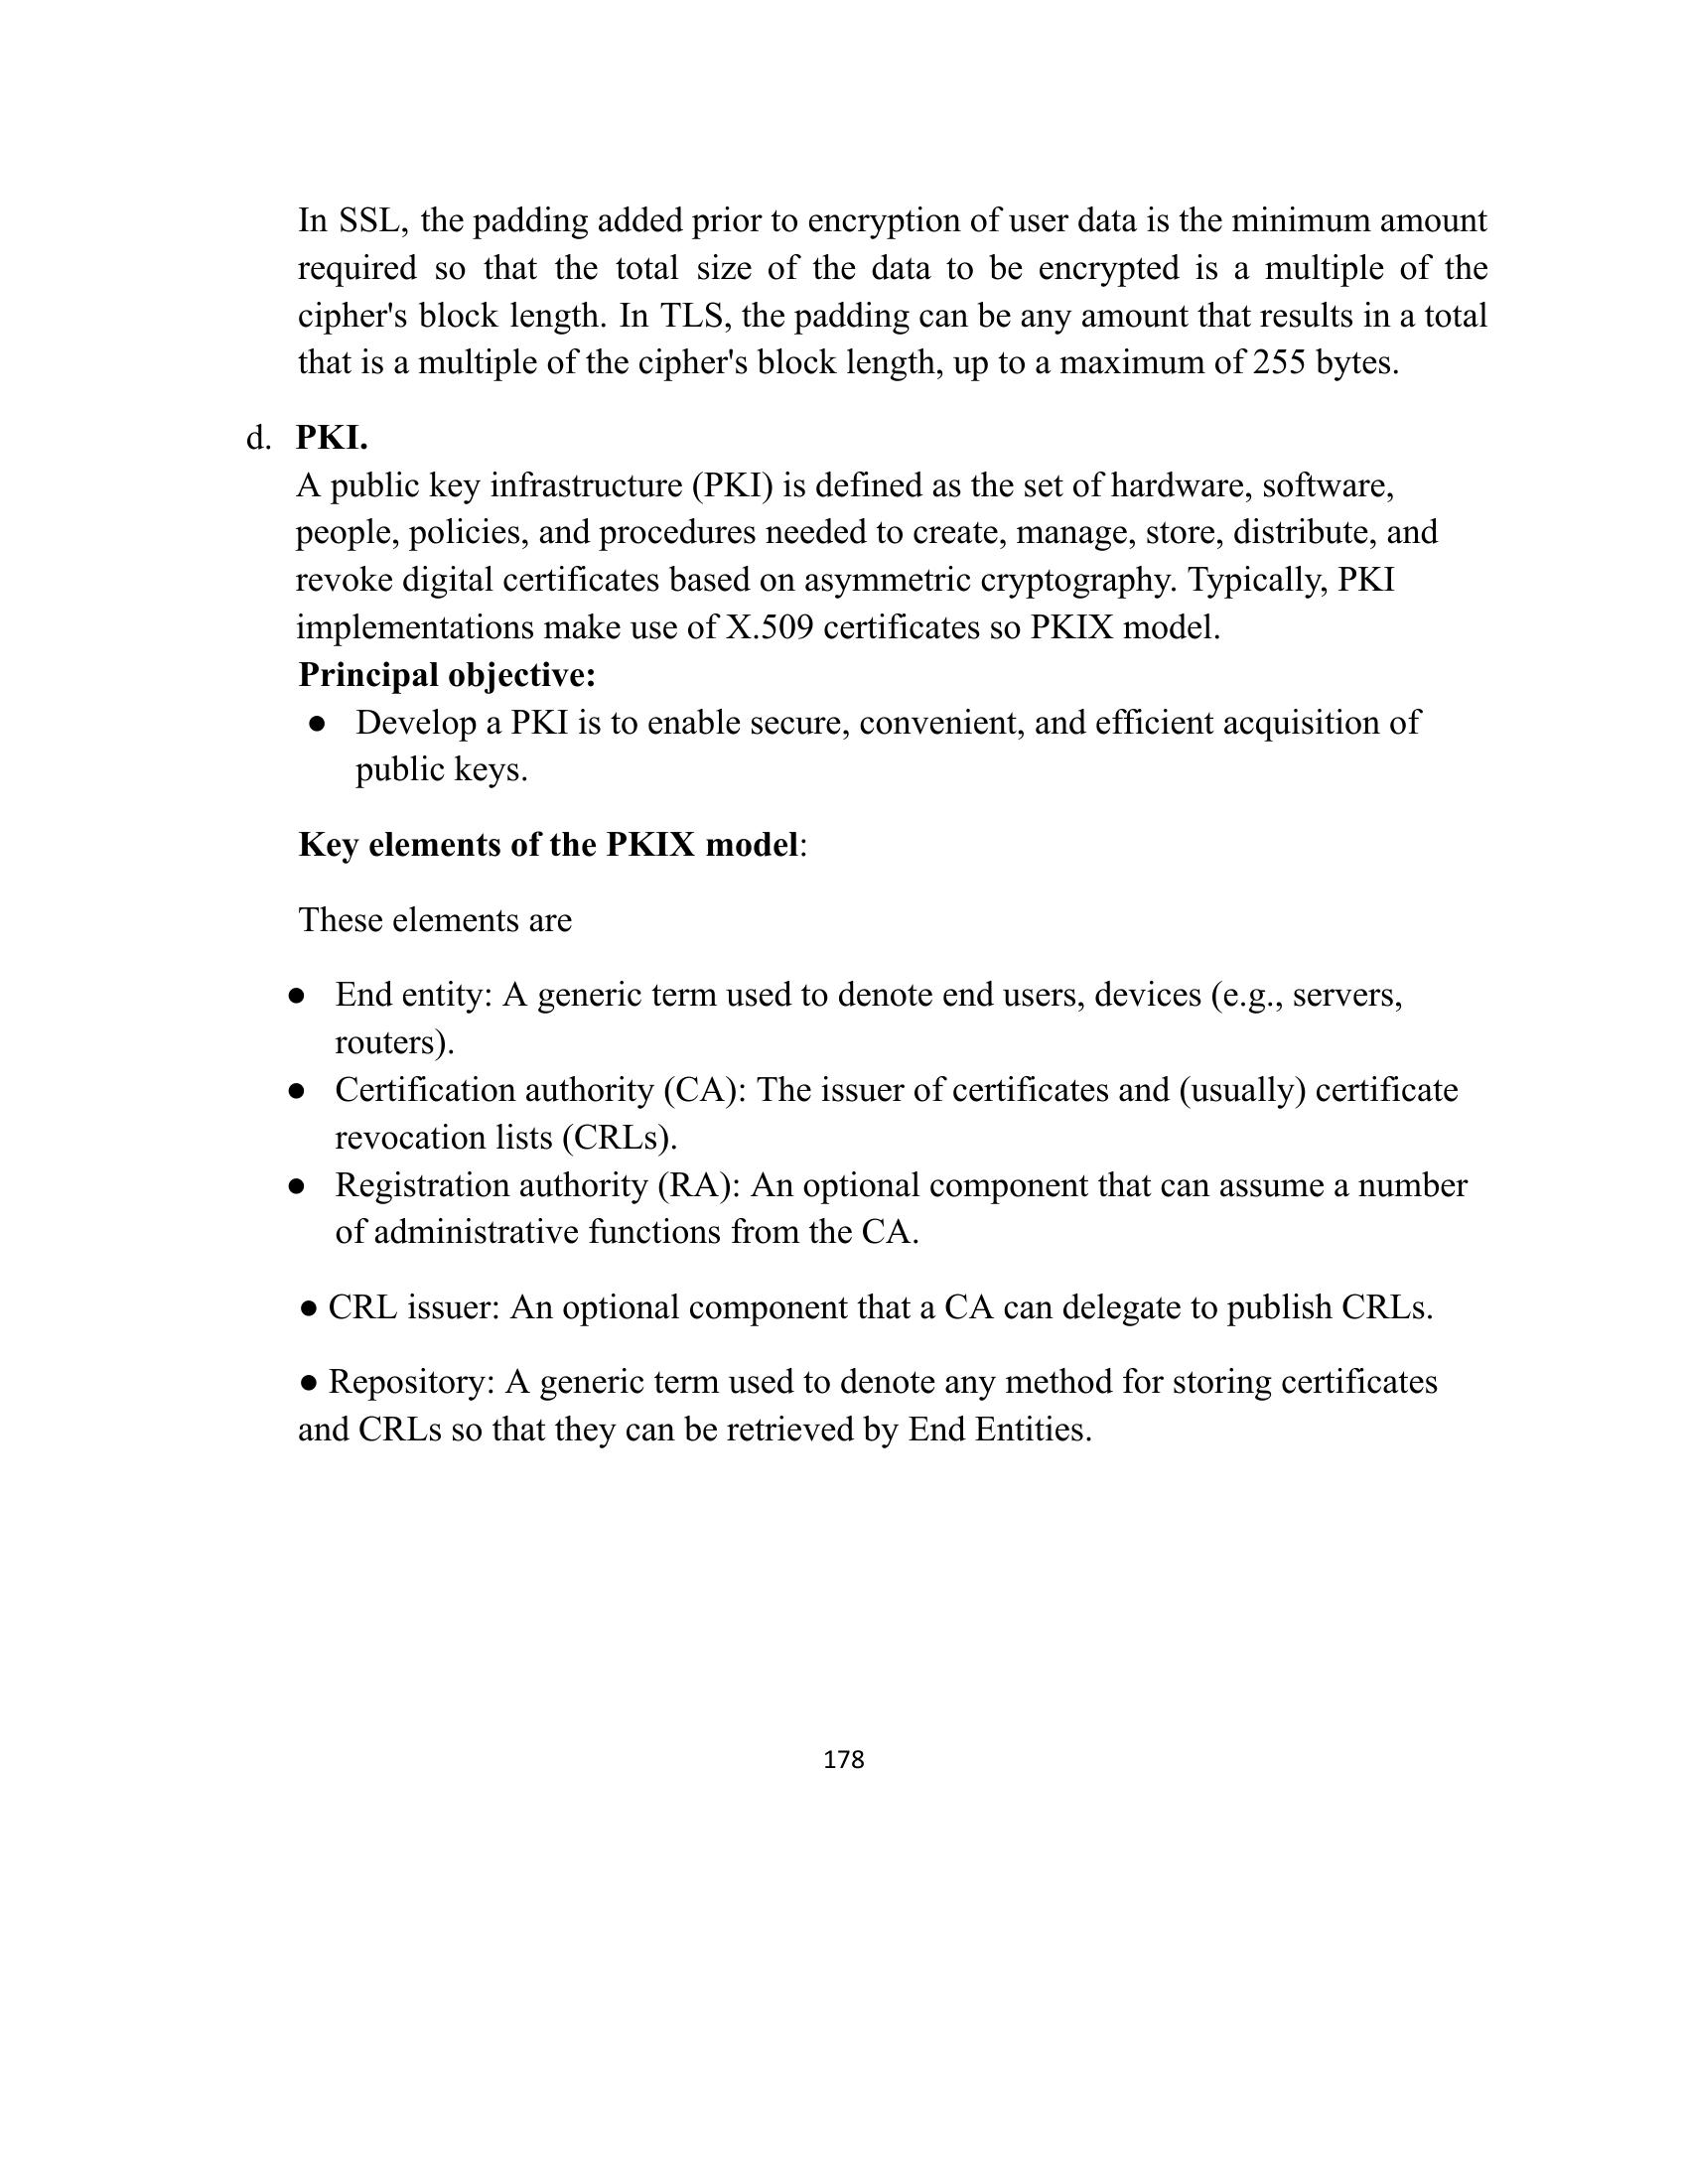 In SSL, the padding added prior to encryption of user data is the minimum amount
required so that the total size of the data to be encrypted is a multiple of the
cipher's block length. In TLS, the padding can be any amount that results in a total
that is a multiple of the cipher's block length, up to a maximum of 255 bytes.
d. PKI.
A public key infrastructure (PKI) is defined as the set of hardware, software,
people, policies, and procedures needed to create, manage, store, distribute, and
revoke digital certificates based on asymmetric cryptography. Typically, PKI
implementations make use of X.509 certificates so PKIX model.
Principal objective:
● Develop a PKI is to enable secure, convenient, and efficient acquisition of
public keys.
Key elements of the PKIX model:
These elements are
● End entity: A generic term used to denote end users, devices (e.g., servers,
routers).
● Certification authority (CA): The issuer of certificates and (usually) certificate
revocation lists (CRLs).
● Registration authority (RA): An optional component that can assume a number
of administrative functions from the CA.
● CRL issuer: An optional component that a CA can delegate to publish CRLs.
● Repository: A generic term used to denote any method for storing certificates
and CRLs so that they can be retrieved by End Entities.
178